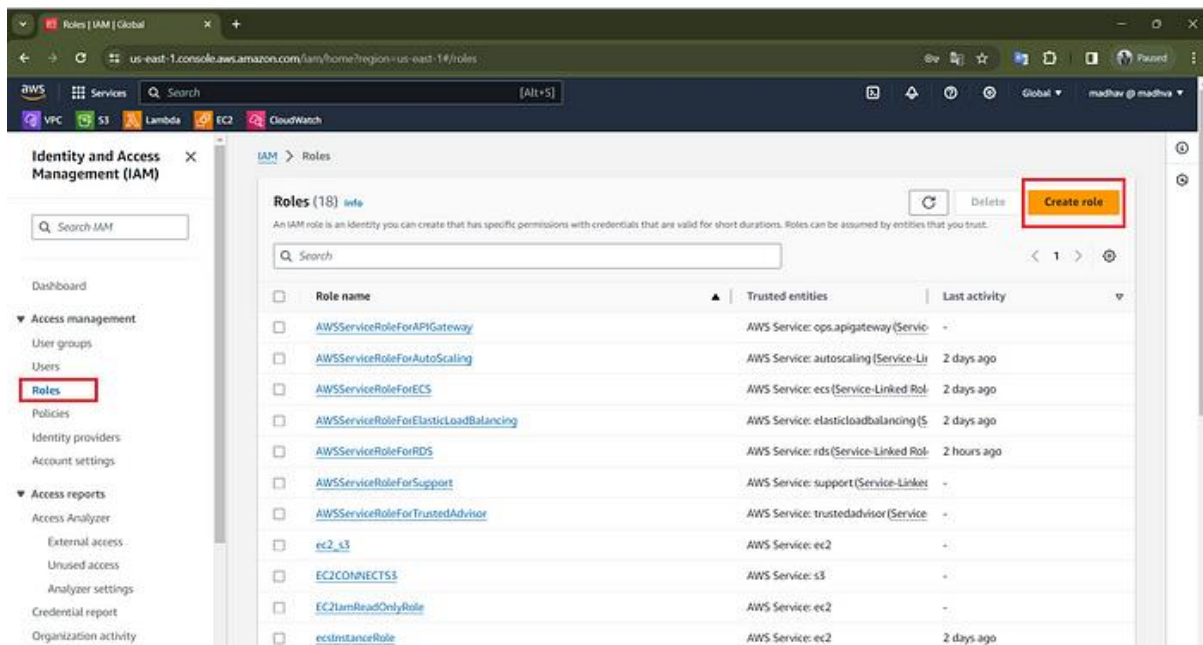 Roles | IAM | Global
us-east-1.console.aws.amazon.com/iam/home?region=us-east-1#/roles
Paused
aws
Services
Search
[Alt+S]
Global
madhav @ madhva
VPC
S3
Lambda
EC2
CloudWatch
Identity and Access Management (IAM)
Search IAM
Dashboard
Access management
User groups
Users
Roles
Policies
Identity providers
Account settings
Access reports
Access Analyzer
External access
Unused access
Analyzer settings
Credential report
Organization activity
IAM > Roles
Roles (18) Info
Delete
Create role
An IAM role is an identity you can create that has specific permissions with credentials that are valid for short durations. Roles can be assumed by entities that you trust.
Search
1
Role name Trusted entities Last activity
AWSServiceRoleForAPIGateway AWS Service: ops.apigateway (Servic -
AWSServiceRoleForAutoScaling AWS Service: autoscaling (Service-Lin 2 days ago
AWSServiceRoleForECS AWS Service: ecs (Service-Linked Rol 2 days ago
AWSServiceRoleForElasticLoadBalancing AWS Service: elasticloadbalancing (S 2 days ago
AWSServiceRoleForRDS AWS Service: rds (Service-Linked Rol 2 hours ago
AWSServiceRoleForSupport AWS Service: support (Service-Linked -
AWSServiceRoleForTrustedAdvisor AWS Service: trustedadvisor (Service -
ec2_s3 AWS Service: ec2 -
EC2CONNECTS3 AWS Service: s3 -
EC2IamReadOnlyRole AWS Service: ec2 -
ecsInstanceRole AWS Service: ec2 2 days ago